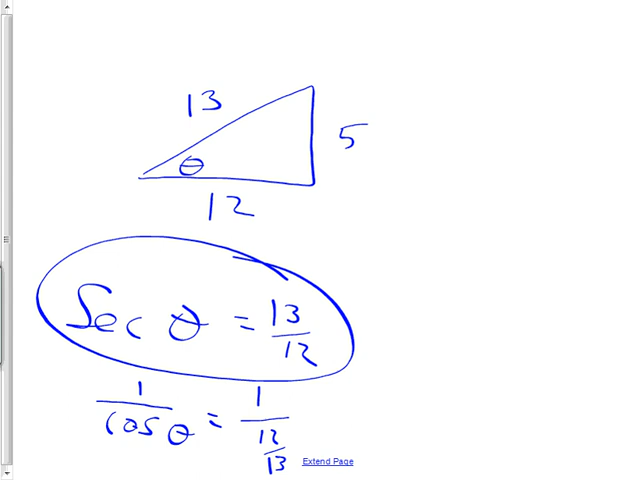 13
5
θ
12
Sec θ = 13/12
1/cos θ = 1/(12/13)
Extend Page